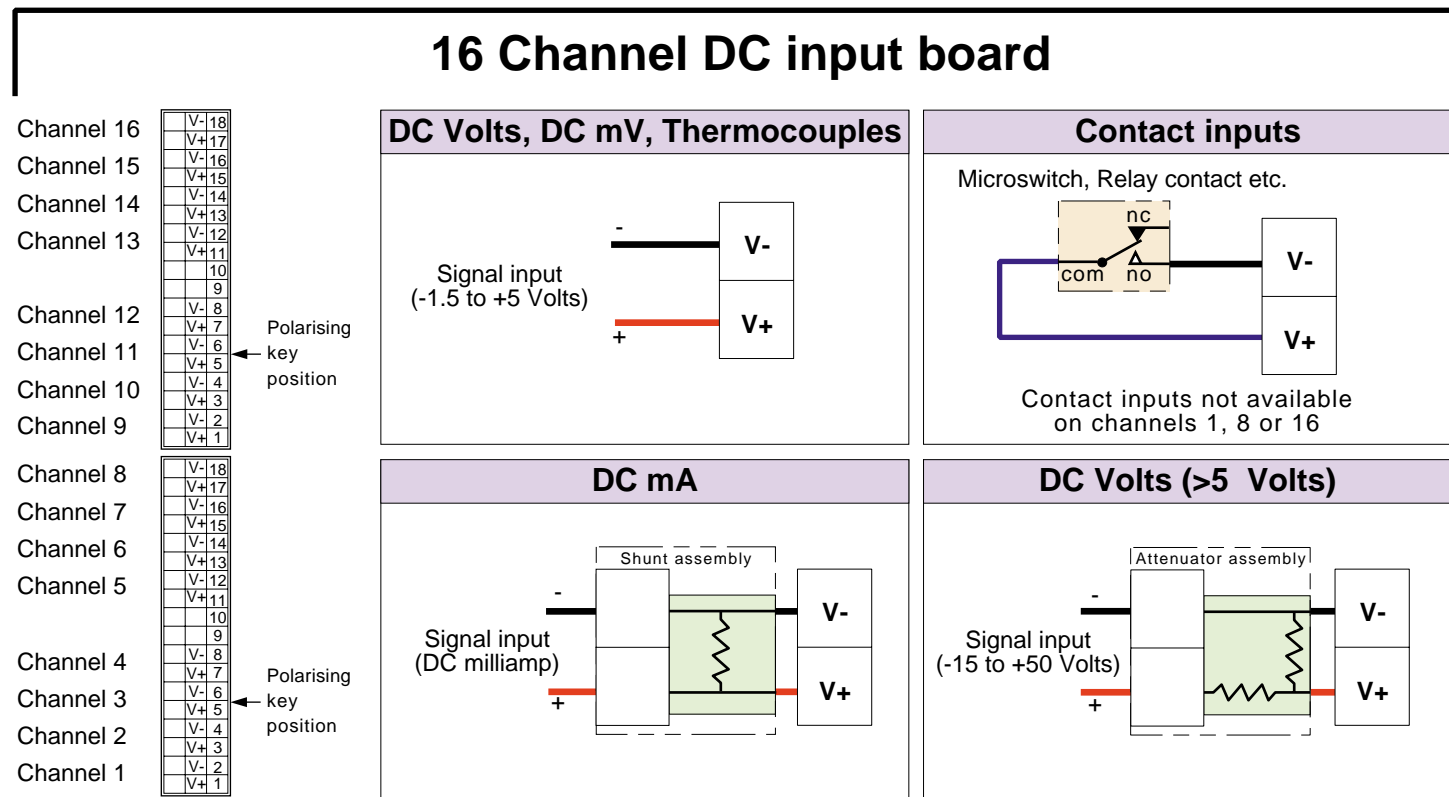 16 Channel DC input board
Channel 16
V- 18
V+ 17
Channel 15
V- 16
V+ 15
Channel 14
V- 14
V+ 13
Channel 13
V- 12
V+ 11
10
9
Channel 12
V- 8
V+ 7
Channel 11
V- 6
V+ 5
Channel 10
V- 4
V+ 3
Channel 9
V- 2
V+ 1
Polarising
key
position
Channel 8
V- 18
V+ 17
Channel 7
V- 16
V+ 15
Channel 6
V- 14
V+ 13
Channel 5
V- 12
V+ 11
10
9
Channel 4
V- 8
V+ 7
Channel 3
V- 6
V+ 5
Channel 2
V- 4
V+ 3
Channel 1
V- 2
V+ 1
Polarising
key
position
DC Volts, DC mV, Thermocouples
-
V-
Signal input
(-1.5 to +5 Volts)
+
V+
Contact inputs
Microswitch, Relay contact etc.
nc
com no
V-
V+
Contact inputs not available
on channels 1, 8 or 16
DC mA
Shunt assembly
-
V-
Signal input
(DC milliamp)
+
V+
DC Volts (>5 Volts)
Attenuator assembly
-
V-
Signal input
(-15 to +50 Volts)
+
V+